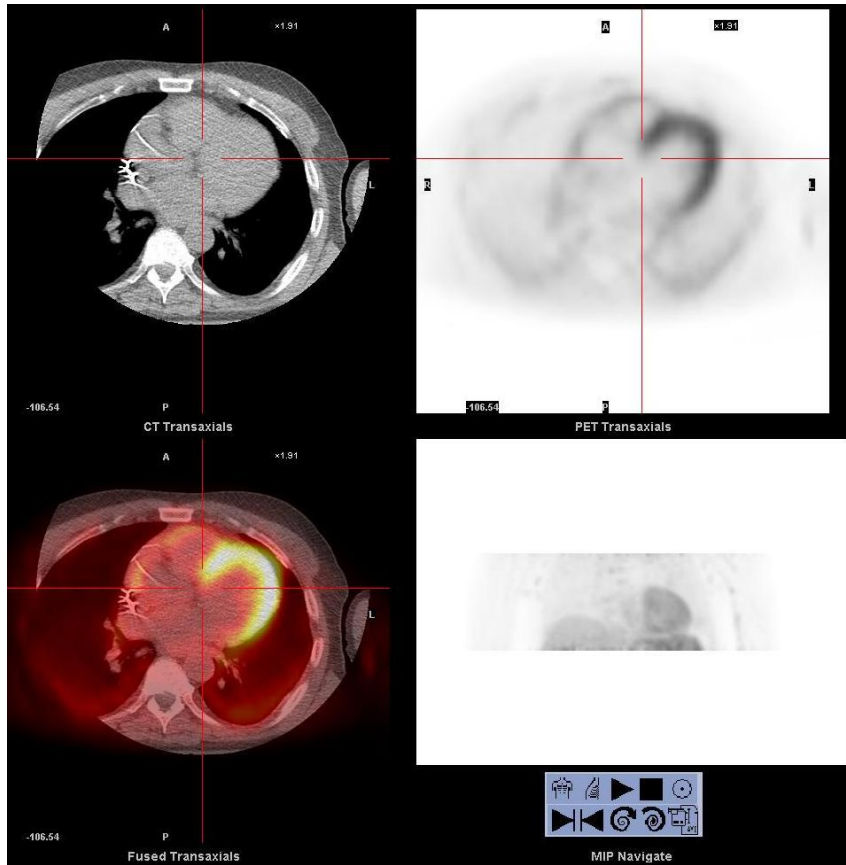 A
×1.91
L
-106.54
P
CT Transaxials
A
×1.91
R
L
-106.54
P
PET Transaxials
A
×1.91
L
-106.54
P
Fused Transaxials
MIP Navigate